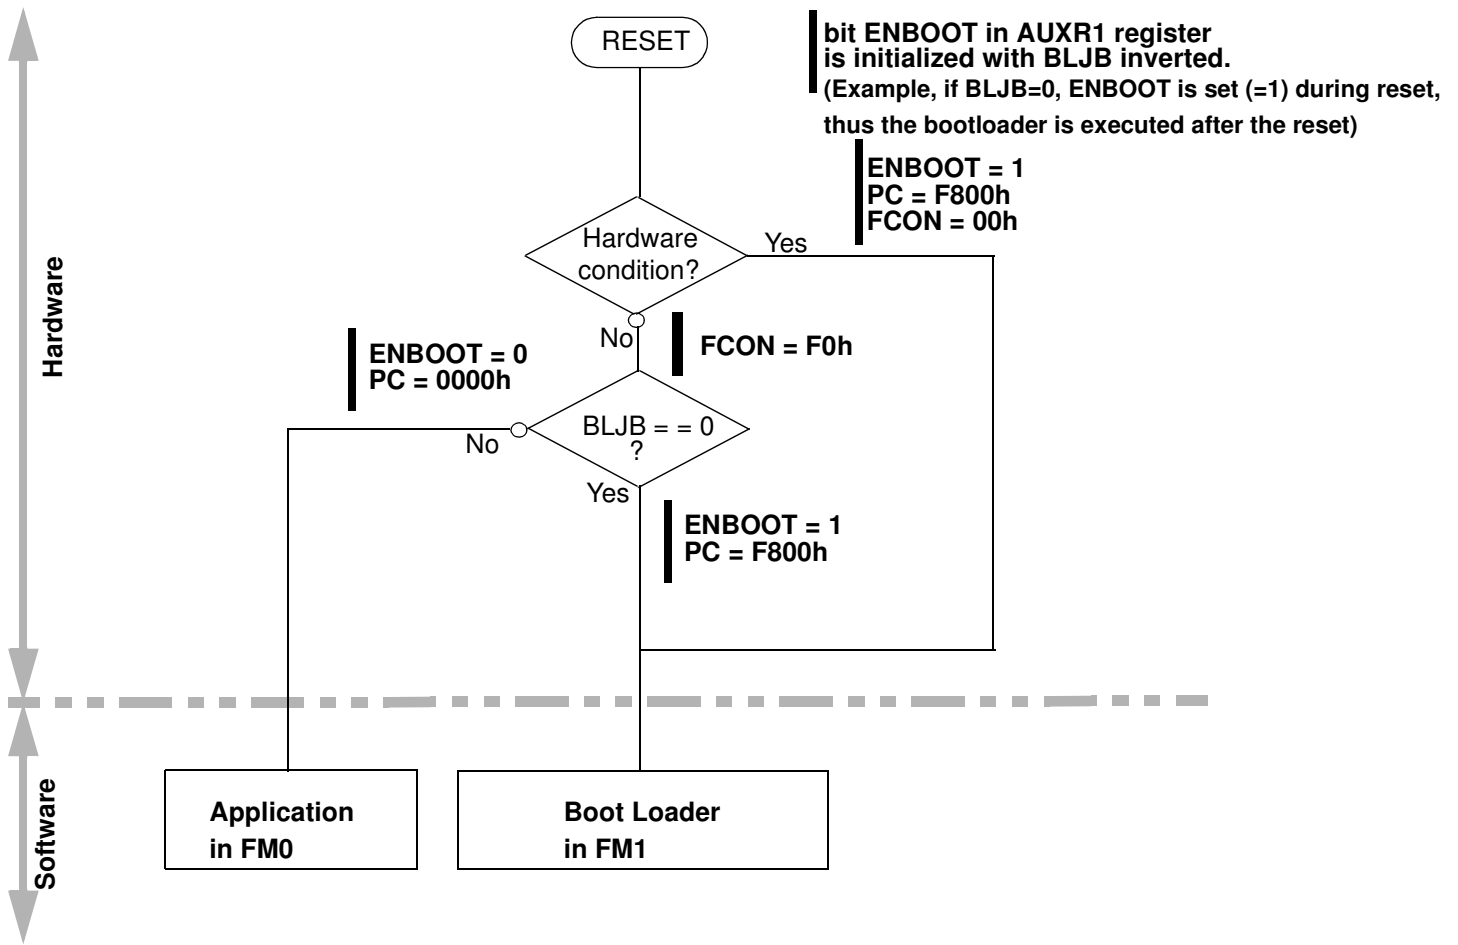 RESET
bit ENBOOT in AUXR1 register
is initialized with BLJB inverted.
(Example, if BLJB=0, ENBOOT is set (=1) during reset,
thus the bootloader is executed after the reset)
ENBOOT = 1
PC = F800h
FCON = 00h
Hardware
condition?
Yes
Hardware
No
FCON = F0h
ENBOOT = 0
PC = 0000h
BLJB = = 0
?
No
Yes
ENBOOT = 1
PC = F800h
Software
Application
in FM0
Boot Loader
in FM1